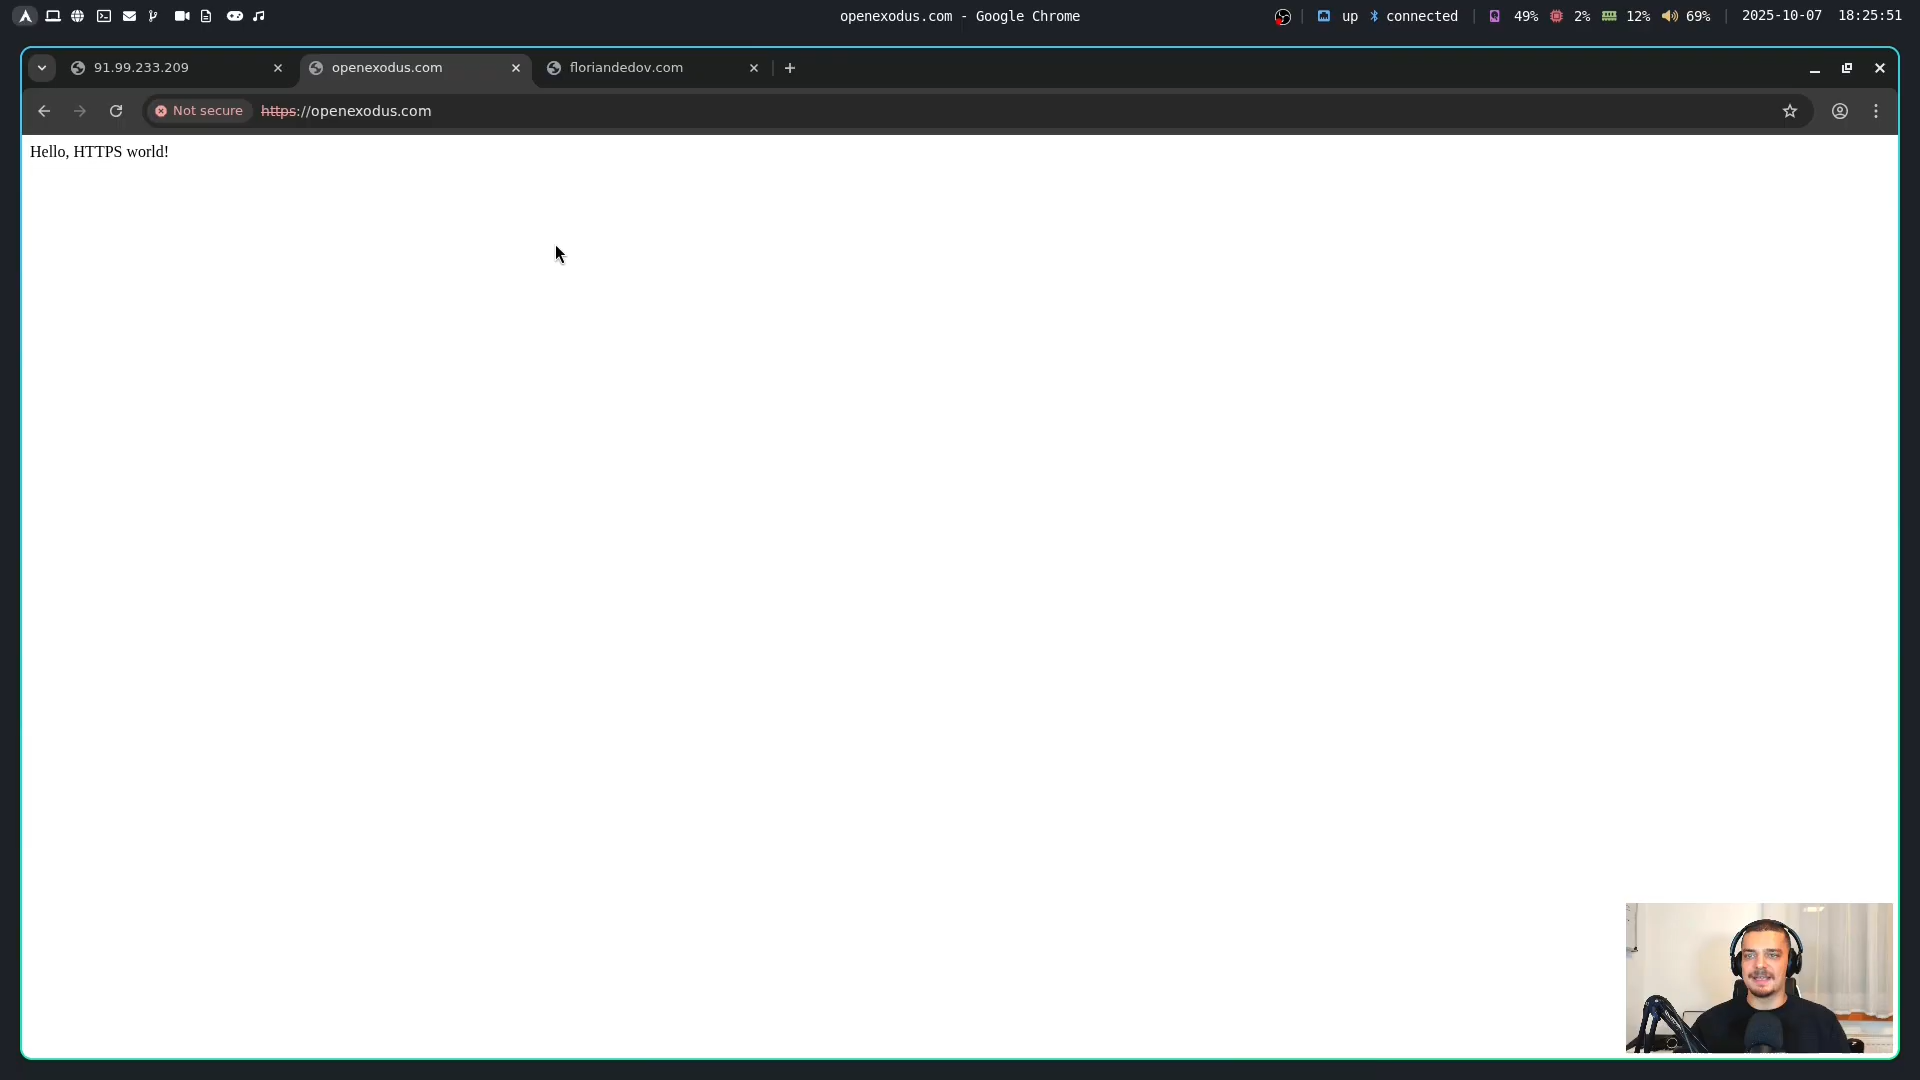 openexodus.com - Google Chrome
up connected 49% 2% 12% 69% 2025-10-07 18:25:51
91.99.233.209 openexodus.com floriandedov.com
Not secure https://openexodus.com
Hello, HTTPS world!